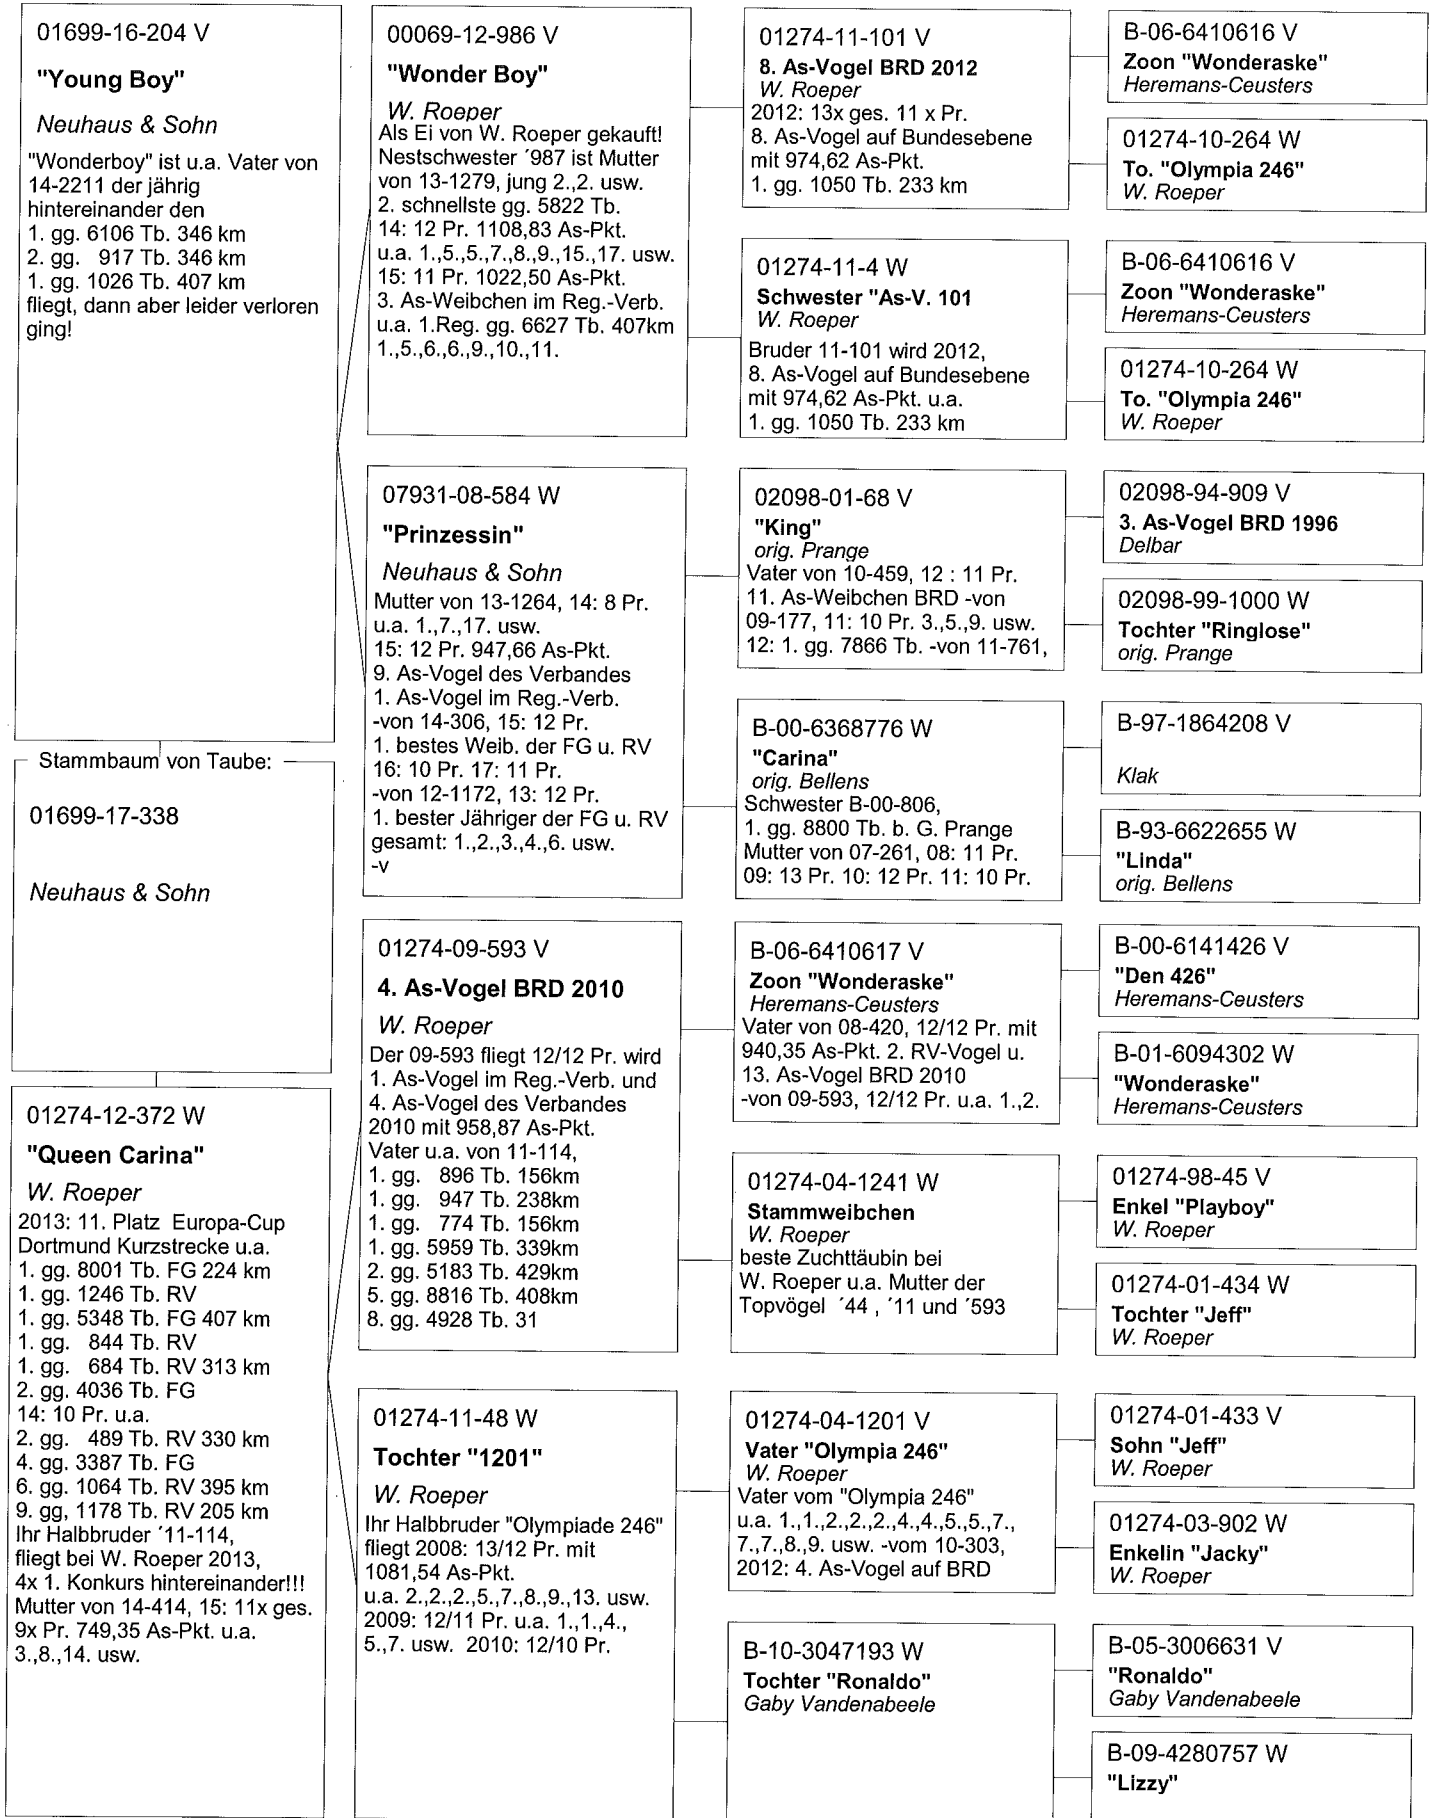 01699-16-204 V
"Young Boy"
Neuhaus & Sohn
"Wonderboy" ist u.a. Vater von
14-2211 der jährig
hintereinander den
1. gg. 6106 Tb. 346 km
2. gg. 917 Tb. 346 km
1. gg. 1026 Tb. 407 km
fliegt, dann aber leider verloren
ging!
Stammbaum von Taube:
01699-17-338
Neuhaus & Sohn
01274-12-372 W
"Queen Carina"
W. Roeper
2013: 11. Platz Europa-Cup
Dortmund Kurzstrecke u.a.
1. gg. 8001 Tb. FG 224 km
1. gg. 1246 Tb. RV
1. gg. 5348 Tb. FG 407 km
1. gg. 844 Tb. RV
1. gg. 684 Tb. RV 313 km
2. gg. 4036 Tb. FG
14: 10 Pr. u.a.
2. gg. 489 Tb. RV 330 km
4. gg. 3387 Tb. FG
6. gg. 1064 Tb. RV 395 km
9. gg, 1178 Tb. RV 205 km
Ihr Halbbruder ´11-114,
fliegt bei W. Roeper 2013,
4x 1. Konkurs hintereinander!!!
Mutter von 14-414, 15: 11x ges.
9x Pr. 749,35 As-Pkt. u.a.
3.,8.,14. usw.
00069-12-986 V
"Wonder Boy"
W. Roeper
Als Ei von W. Roeper gekauft!
Nestschwester ´987 ist Mutter
von 13-1279, jung 2.,2. usw.
2. schnellste gg. 5822 Tb.
14: 12 Pr. 1108,83 As-Pkt.
u.a. 1.,5.,5.,7.,8.,9.,15.,17. usw.
15: 11 Pr. 1022,50 As-Pkt.
3. As-Weibchen im Reg.-Verb.
u.a. 1.Reg. gg. 6627 Tb. 407km
1.,5.,6.,6.,9.,10.,11.
07931-08-584 W
"Prinzessin"
Neuhaus & Sohn
Mutter von 13-1264, 14: 8 Pr.
u.a. 1.,7.,17. usw.
15: 12 Pr. 947,66 As-Pkt.
9. As-Vogel des Verbandes
1. As-Vogel im Reg.-Verb.
-von 14-306, 15: 12 Pr.
1. bestes Weib. der FG u. RV
16: 10 Pr. 17: 11 Pr.
-von 12-1172, 13: 12 Pr.
1. bester Jähriger der FG u. RV
gesamt: 1.,2.,3.,4.,6. usw.
-v
01274-09-593 V
4. As-Vogel BRD 2010
W. Roeper
Der 09-593 fliegt 12/12 Pr. wird
1. As-Vogel im Reg.-Verb. und
4. As-Vogel des Verbandes
2010 mit 958,87 As-Pkt.
Vater u.a. von 11-114,
1. gg. 896 Tb. 156km
1. gg. 947 Tb. 238km
1. gg. 774 Tb. 156km
1. gg. 5959 Tb. 339km
2. gg. 5183 Tb. 429km
5. gg. 8816 Tb. 408km
8. gg. 4928 Tb. 31
01274-11-48 W
Tochter "1201"
W. Roeper
Ihr Halbbruder "Olympiade 246"
fliegt 2008: 13/12 Pr. mit
1081,54 As-Pkt.
u.a. 2.,2.,2.,5.,7.,8.,9.,13. usw.
2009: 12/11 Pr. u.a. 1.,1.,4.,
5.,7. usw. 2010: 12/10 Pr.
01274-11-101 V
8. As-Vogel BRD 2012
W. Roeper
2012: 13x ges. 11 x Pr.
8. As-Vogel auf Bundesebene
mit 974,62 As-Pkt.
1. gg. 1050 Tb. 233 km
01274-11-4 W
Schwester "As-V. 101
W. Roeper
Bruder 11-101 wird 2012,
8. As-Vogel auf Bundesebene
mit 974,62 As-Pkt. u.a.
1. gg. 1050 Tb. 233 km
02098-01-68 V
"King"
orig. Prange
Vater von 10-459, 12 : 11 Pr.
11. As-Weibchen BRD -von
09-177, 11: 10 Pr. 3.,5.,9. usw.
12: 1. gg. 7866 Tb. -von 11-761,
B-00-6368776 W
"Carina"
orig. Bellens
Schwester B-00-806,
1. gg. 8800 Tb. b. G. Prange
Mutter von 07-261, 08: 11 Pr.
09: 13 Pr. 10: 12 Pr. 11: 10 Pr.
B-06-6410617 V
Zoon "Wonderaske"
Heremans-Ceusters
Vater von 08-420, 12/12 Pr. mit
940,35 As-Pkt. 2. RV-Vogel u.
13. As-Vogel BRD 2010
-von 09-593, 12/12 Pr. u.a. 1.,2.
01274-04-1241 W
Stammweibchen
W. Roeper
beste Zuchttäubin bei
W. Roeper u.a. Mutter der
Topvögel ´44 , ´11 und ´593
01274-04-1201 V
Vater "Olympia 246"
W. Roeper
Vater vom "Olympia 246"
u.a. 1.,1.,2.,2.,2.,4.,4.,5.,5.,7.,
7.,7.,8.,9. usw. -vom 10-303,
2012: 4. As-Vogel auf BRD
B-10-3047193 W
Tochter "Ronaldo"
Gaby Vandenabeele
B-06-6410616 V
Zoon "Wonderaske"
Heremans-Ceusters
01274-10-264 W
To. "Olympia 246"
W. Roeper
B-06-6410616 V
Zoon "Wonderaske"
Heremans-Ceusters
01274-10-264 W
To. "Olympia 246"
W. Roeper
02098-94-909 V
3. As-Vogel BRD 1996
Delbar
02098-99-1000 W
Tochter "Ringlose"
orig. Prange
B-97-1864208 V
Klak
B-93-6622655 W
"Linda"
orig. Bellens
B-00-6141426 V
"Den 426"
Heremans-Ceusters
B-01-6094302 W
"Wonderaske"
Heremans-Ceusters
01274-98-45 V
Enkel "Playboy"
W. Roeper
01274-01-434 W
Tochter "Jeff"
W. Roeper
01274-01-433 V
Sohn "Jeff"
W. Roeper
01274-03-902 W
Enkelin "Jacky"
W. Roeper
B-05-3006631 V
"Ronaldo"
Gaby Vandenabeele
B-09-4280757 W
"Lizzy"